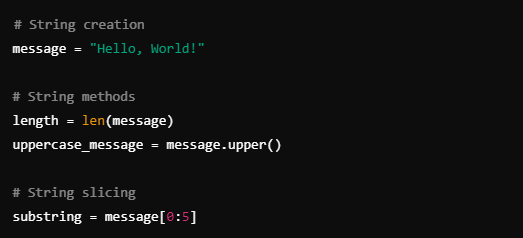 # String creation
message = "Hello, World!"
# String methods
length = len(message)
uppercase_message = message.upper()
# String slicing
substring = message[0:5]